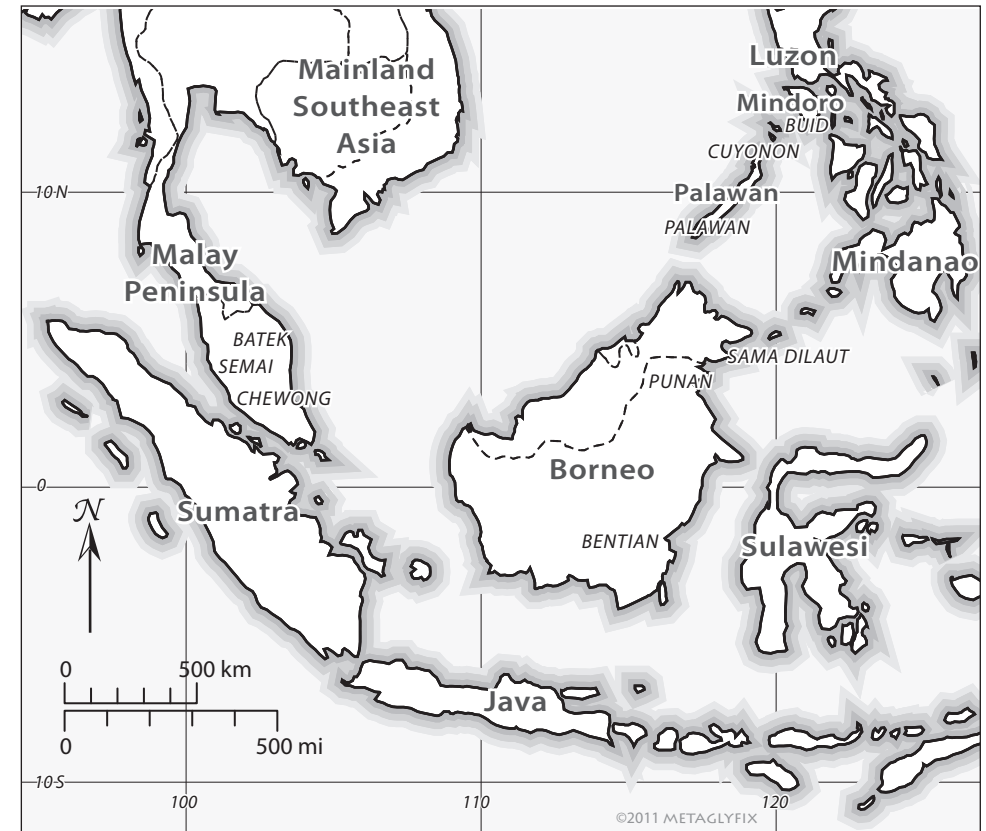 Luzon
Mainland
Southeast
Asia
Mindoro
BUID
CUYONON
10 N
Palawan
PALAWAN
Malay
Peninsula
Mindanao
BATEK
SEMAI
CHEWONG
SAMA DILAUT
PUNAN
Borneo
0
N
Sumatra
BENTIAN
Sulawesi
0 500 km
Java
0 500 mi
10 S
100 110 120
©2011 METAGLYFIX